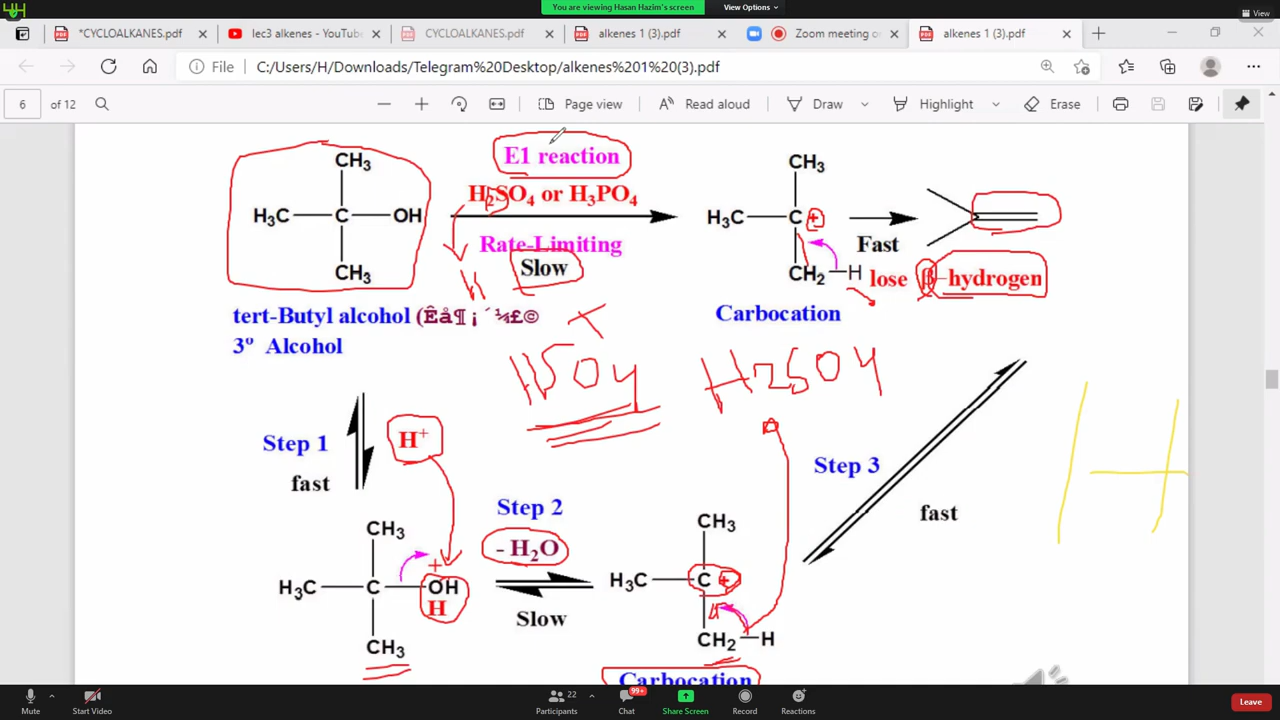 You are viewing Hasan Hazim's screen
View Options
View
*CYCLOALKANES.pdf
lec3 alkenes - YouTube
CYCLOALKANES.pdf
alkenes 1 (3).pdf
Zoom meeting o
alkenes 1 (3).pdf
File
C:/Users/H/Downloads/Telegram%20Desktop/alkenes%201%20(3).pdf
6 of 12
Page view
Read aloud
Draw
Highlight
Erase
E1 reaction
H2SO4 or H3PO4
Rate-Limiting
Slow
CH3
H3C—C—OH
CH3
CH3
H3C—C+
CH2—H
Fast
lose β-hydrogen
tert-Butyl alcohol (Êå¶¡´¼£©
3º Alcohol
Carbocation
H
+
HSO4
H2SO4
H
Step 1
fast
H+
Step 2
- H2O
Slow
Step 3
fast
CH3
H3C—C—OH
+
H
CH3
CH3
H3C—C+
CH2—H
Carbocation
Mute
Start Video
22
Participants
99+
Chat
Share Screen
Record
Reactions
Leave